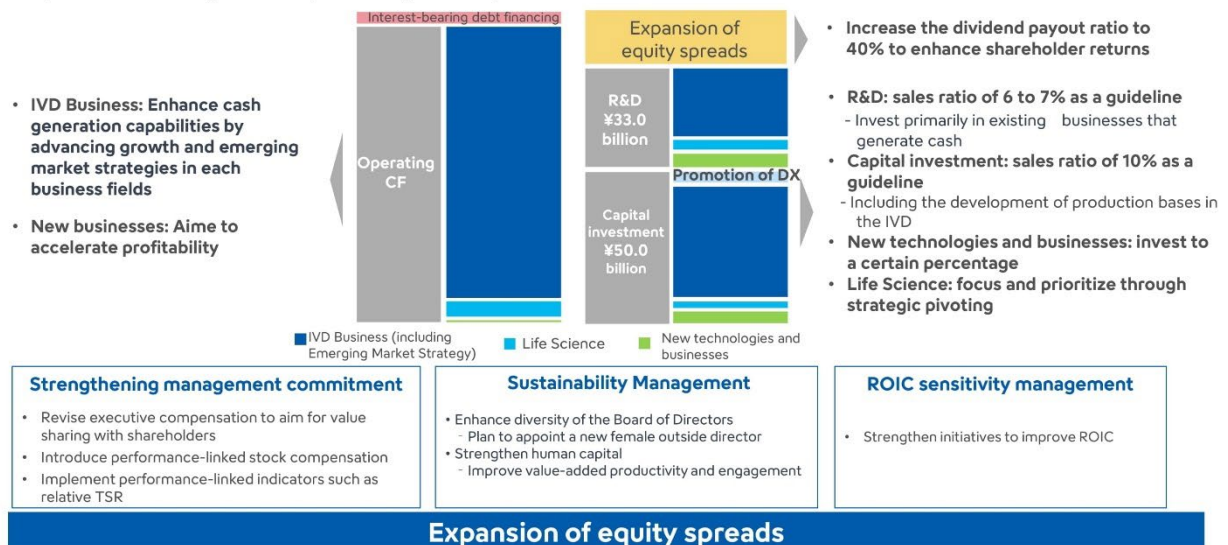 Interest-bearing debt financing
• IVD Business: Enhance cash
generation capabilities by
advancing growth and emerging
market strategies in each
business fields
• New businesses: Aim to
accelerate profitability
Operating
CF
Expansion of
equity spreads
R&D
¥33.0
billion
Promotion of DX
Capital
investment
¥50.0
billion
• Increase the dividend payout ratio to
40% to enhance shareholder returns
• R&D: sales ratio of 6 to 7% as a guideline
- Invest primarily in existing businesses that
generate cash
• Capital investment: sales ratio of 10% as a
guideline
- Including the development of production bases in
the IVD
• New technologies and businesses: invest to
a certain percentage
• Life Science: focus and prioritize through
strategic pivoting
IVD Business (including
Emerging Market Strategy)
Life Science
New technologies and
businesses
Strengthening management commitment
• Revise executive compensation to aim for value
sharing with shareholders
• Introduce performance-linked stock compensation
• Implement performance-linked indicators such as
relative TSR
Sustainability Management
• Enhance diversity of the Board of Directors
- Plan to appoint a new female outside director
• Strengthen human capital
- Improve value-added productivity and engagement
ROIC sensitivity management
• Strengthen initiatives to improve ROIC
Expansion of equity spreads